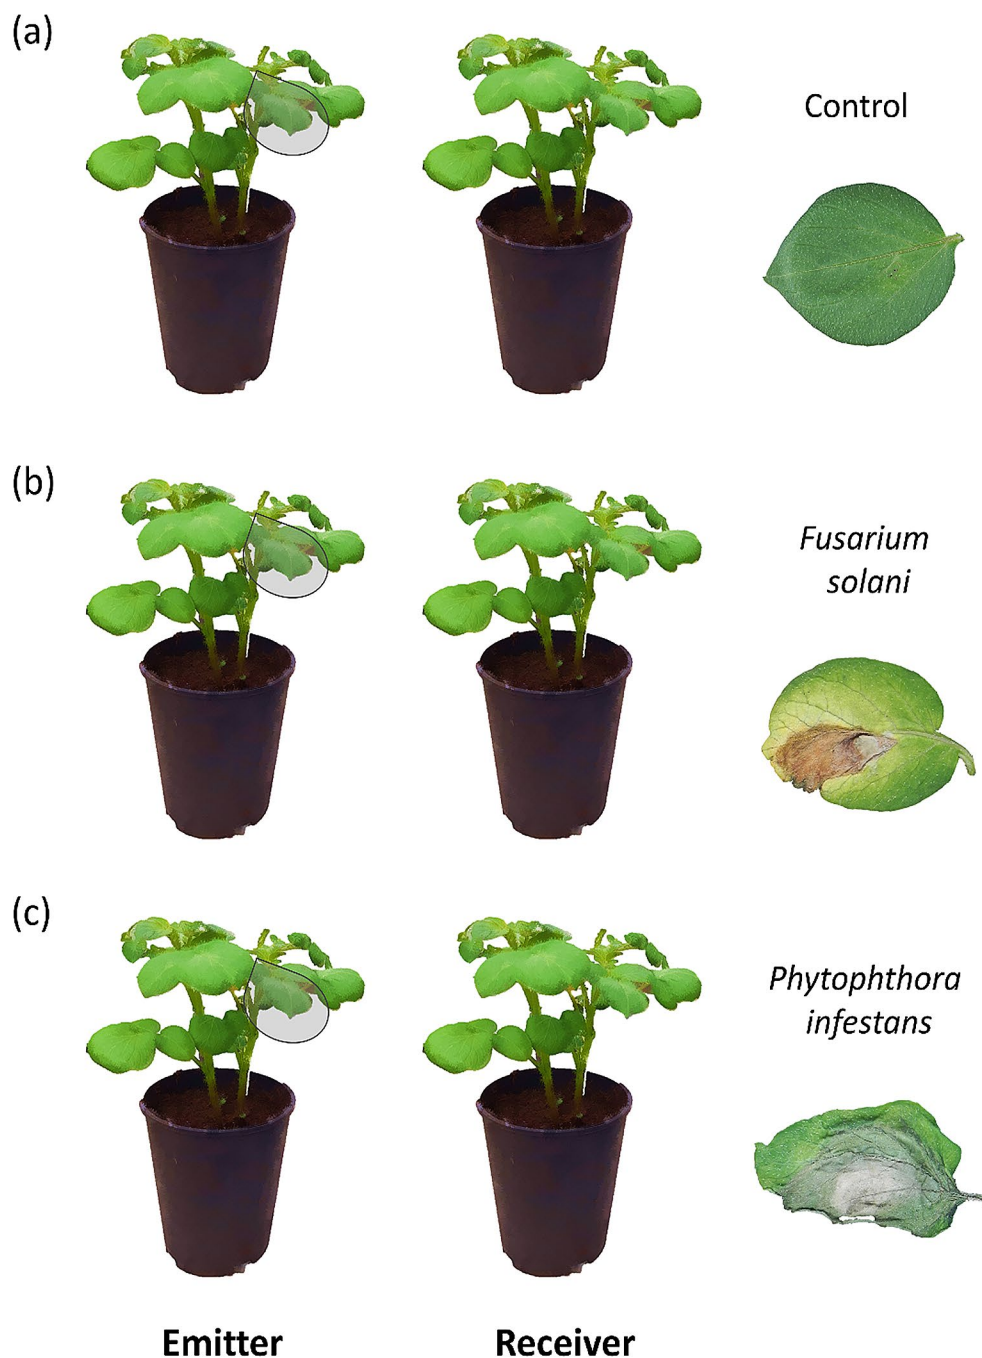 (a)
Control
(b)
Fusarium
solani
(c)
Phytophthora
infestans
Emitter
Receiver